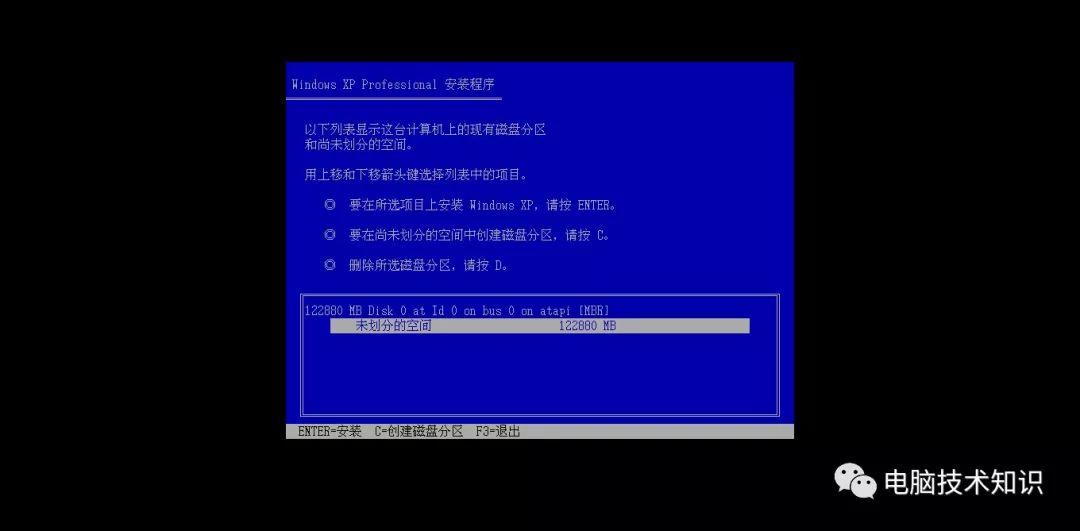 Windows XP Professional 安装程序
以下列表显示这台计算机上的现有磁盘分区
和尚未划分的空间。
用上移和下移箭头键选择列表中的项目。
◎ 要在所选项目上安装 Windows XP，请按 ENTER。
◎ 要在尚未划分的空间中创建磁盘分区，请按 C。
◎ 删除所选磁盘分区，请按 D。
122880 MB Disk 0 at Id 0 on bus 0 on atapi [MBR]
未划分的空间 122880 MB
ENTER=安装 C=创建磁盘分区 F3=退出
电脑技术知识